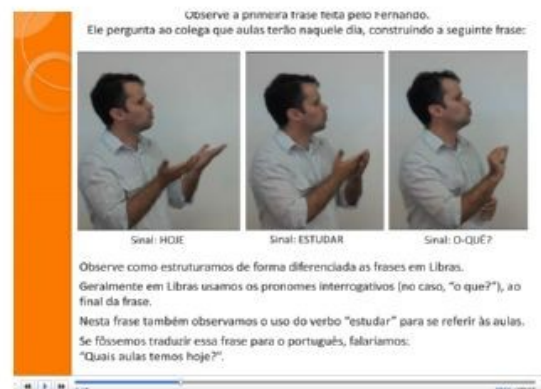 Observe a primeira frase feita pelo Fernando.
Ele pergunta ao colega que aulas terão naquele dia, construindo a seguinte frase:
Sinal: HOJE
Sinal: ESTUDAR
Sinal: O-QUÊ?
Observe como estruturamos de forma diferenciada as frases em Libras.
Geralmente em Libras usamos os pronomes interrogativos (no caso, "o que?"), ao
final da frase.
Nesta frase também observamos o uso do verbo "estudar" para se referir às aulas.
Se fôssemos traduzir essa frase para o português, falaríamos:
"Quais aulas temos hoje?".